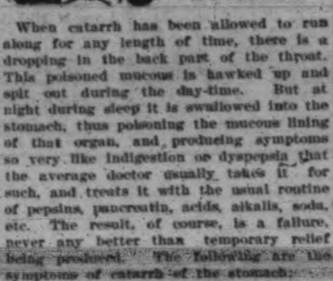 When catarrh has been allowed to run
along for any length of time, there is a
dropping in the back part of the throat.
This poisoned mucous is hawked up and
spit out during the day-time. But at
night during sleep it is swallowed into the
stomach, thus poisoning the mucous lining
of that organ, and producing symptoms
so very like indigestion or dyspepsia that
the average doctor usually takes it for
such, and treats it with the usual routine
of pepsins, pancreatin, acids, alkalis, soda,
etc. The result, of course, is a failure,
never any better than temporary relief
being produced. The following are the
symptoms of catarrh of the stomach: